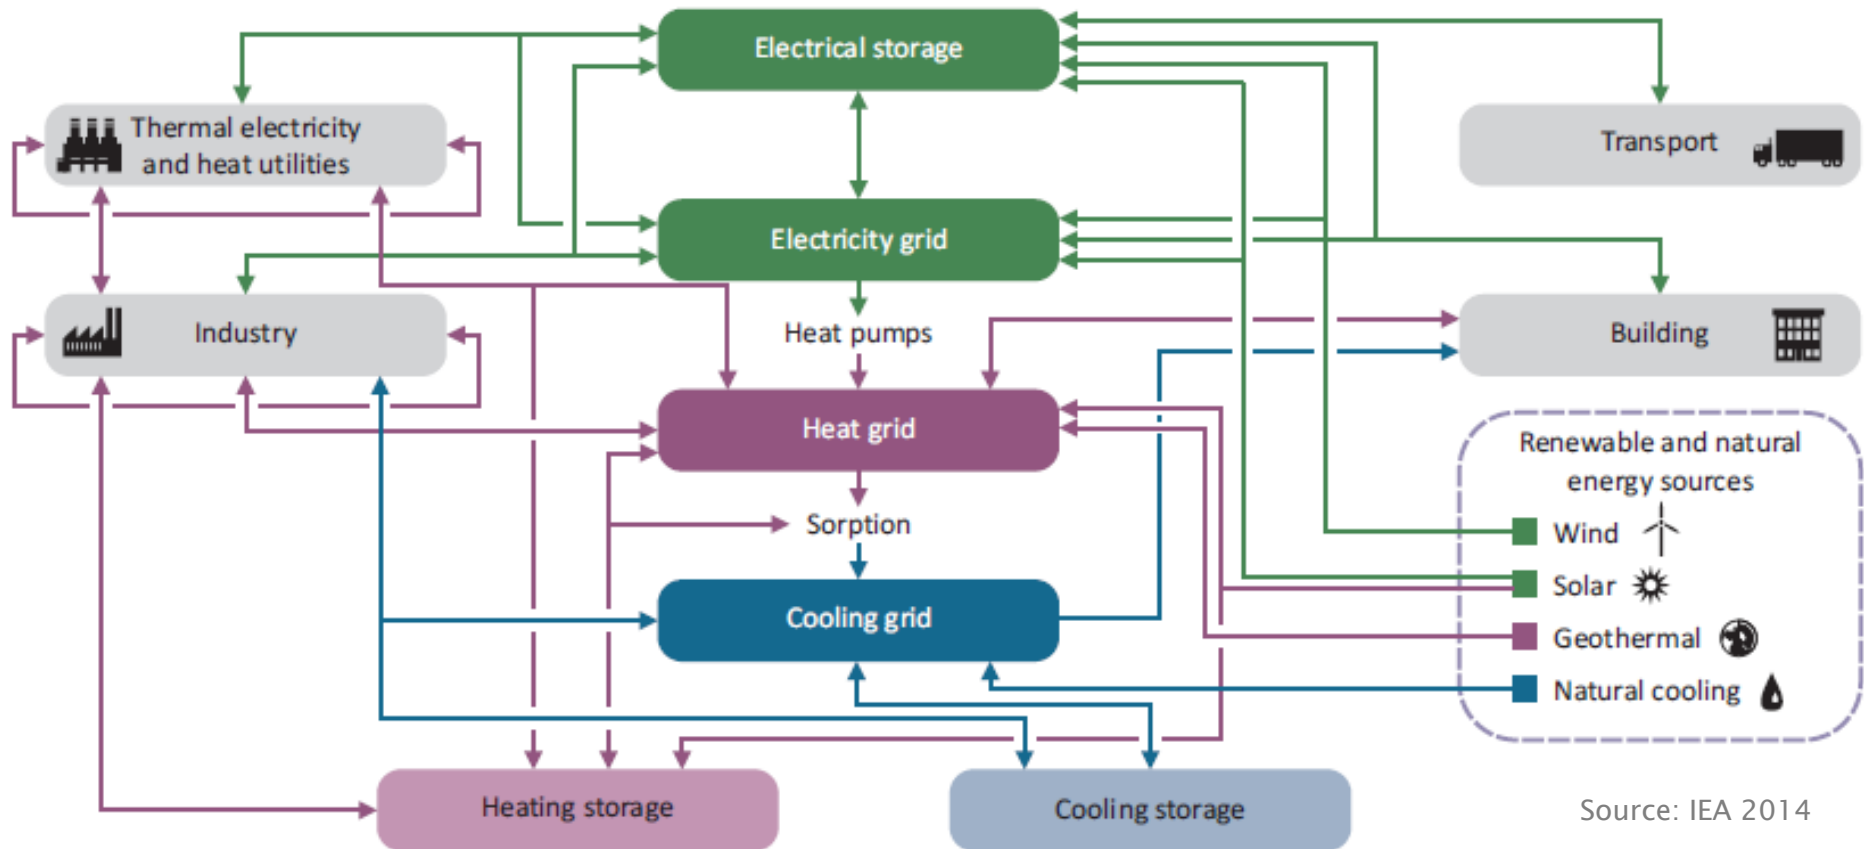 Electrical storage
Thermal electricity
and heat utilities
Transport
Electricity grid
Industry
Heat pumps
Building
Heat grid
Renewable and natural
energy sources
Sorption
Wind
Solar
Cooling grid
Geothermal
Natural cooling
Heating storage
Cooling storage
Source: IEA 2014